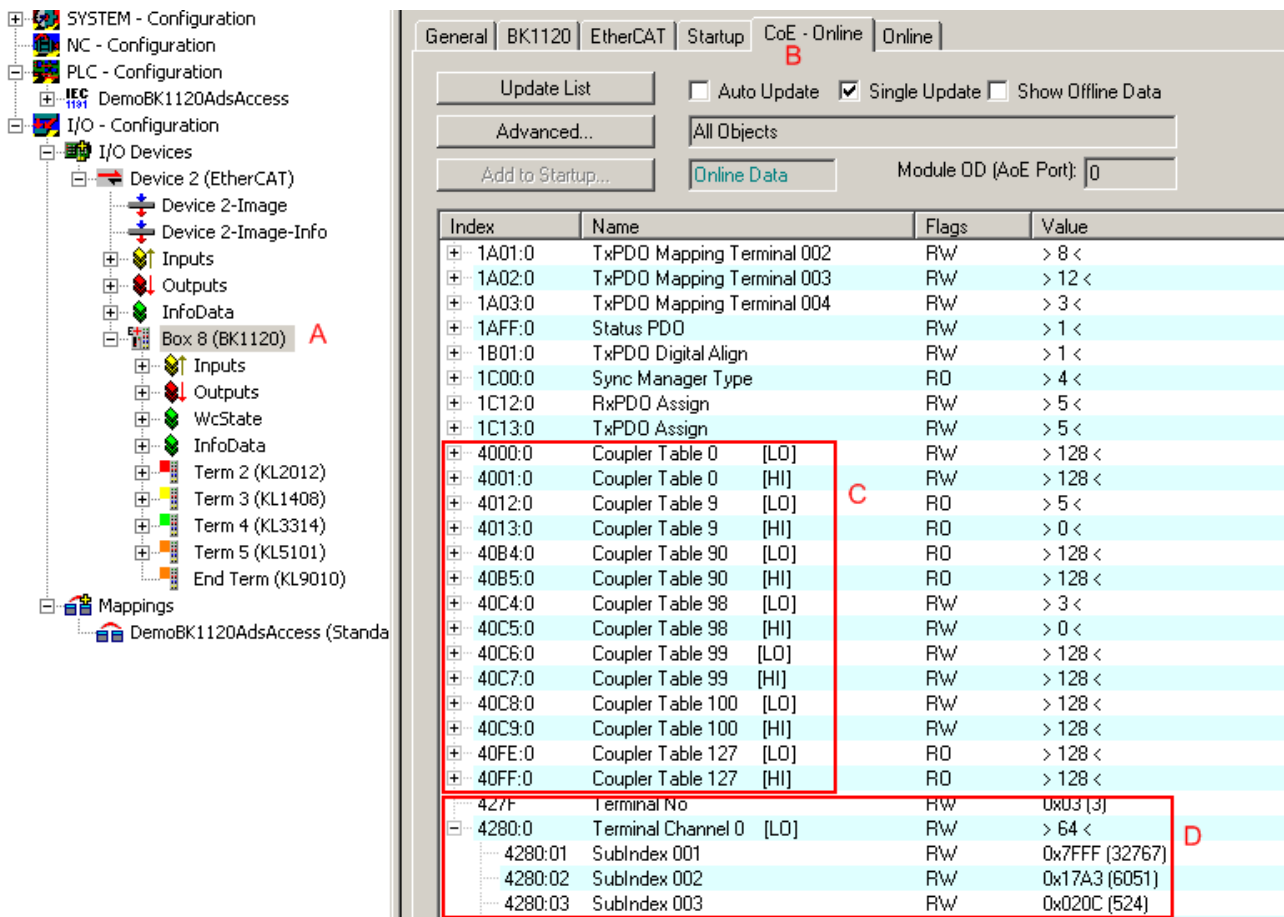 SYSTEM - Configuration
NC - Configuration
PLC - Configuration
IEC 1131 DemoBK1120AdsAccess
I/O - Configuration
I/O Devices
Device 2 (EtherCAT)
Device 2-Image
Device 2-Image-Info
Inputs
Outputs
InfoData
Box 8 (BK1120) A
Inputs
Outputs
WcState
InfoData
Term 2 (KL2012)
Term 3 (KL1408)
Term 4 (KL3314)
Term 5 (KL5101)
End Term (KL9010)
Mappings
DemoBK1120AdsAccess (Standa
General BK1120 EtherCAT Startup CoE - Online Online
B
Update List Auto Update Single Update Show Offline Data
Advanced... All Objects
Add to Startup... Online Data Module OD (AoE Port): 0
Index Name Flags Value
1A01:0 TxPDO Mapping Terminal 002 RW > 8 <
1A02:0 TxPDO Mapping Terminal 003 RW > 12 <
1A03:0 TxPDO Mapping Terminal 004 RW > 3 <
1AFF:0 Status PDO RW > 1 <
1B01:0 TxPDO Digital Align RW > 1 <
1C00:0 Sync Manager Type RO > 4 <
1C12:0 RxPDO Assign RW > 5 <
1C13:0 TxPDO Assign RW > 5 <
4000:0 Coupler Table 0 [LO] RW > 128 <
4001:0 Coupler Table 0 [HI] RW > 128 <
C
4012:0 Coupler Table 9 [LO] RO > 5 <
4013:0 Coupler Table 9 [HI] RO > 0 <
40B4:0 Coupler Table 90 [LO] RO > 128 <
40B5:0 Coupler Table 90 [HI] RO > 128 <
40C4:0 Coupler Table 98 [LO] RW > 3 <
40C5:0 Coupler Table 98 [HI] RW > 0 <
40C6:0 Coupler Table 99 [LO] RW > 128 <
40C7:0 Coupler Table 99 [HI] RW > 128 <
40C8:0 Coupler Table 100 [LO] RW > 128 <
40C9:0 Coupler Table 100 [HI] RW > 128 <
40FE:0 Coupler Table 127 [LO] RO > 128 <
40FF:0 Coupler Table 127 [HI] RO > 128 <
427F Terminal No RW 0x03 (3)
4280:0 Terminal Channel 0 [LO] RW > 64 < D
4280:01 SubIndex 001 RW 0x7FFF (32767)
4280:02 SubIndex 002 RW 0x17A3 (6051)
4280:03 SubIndex 003 RW 0x020C (524)